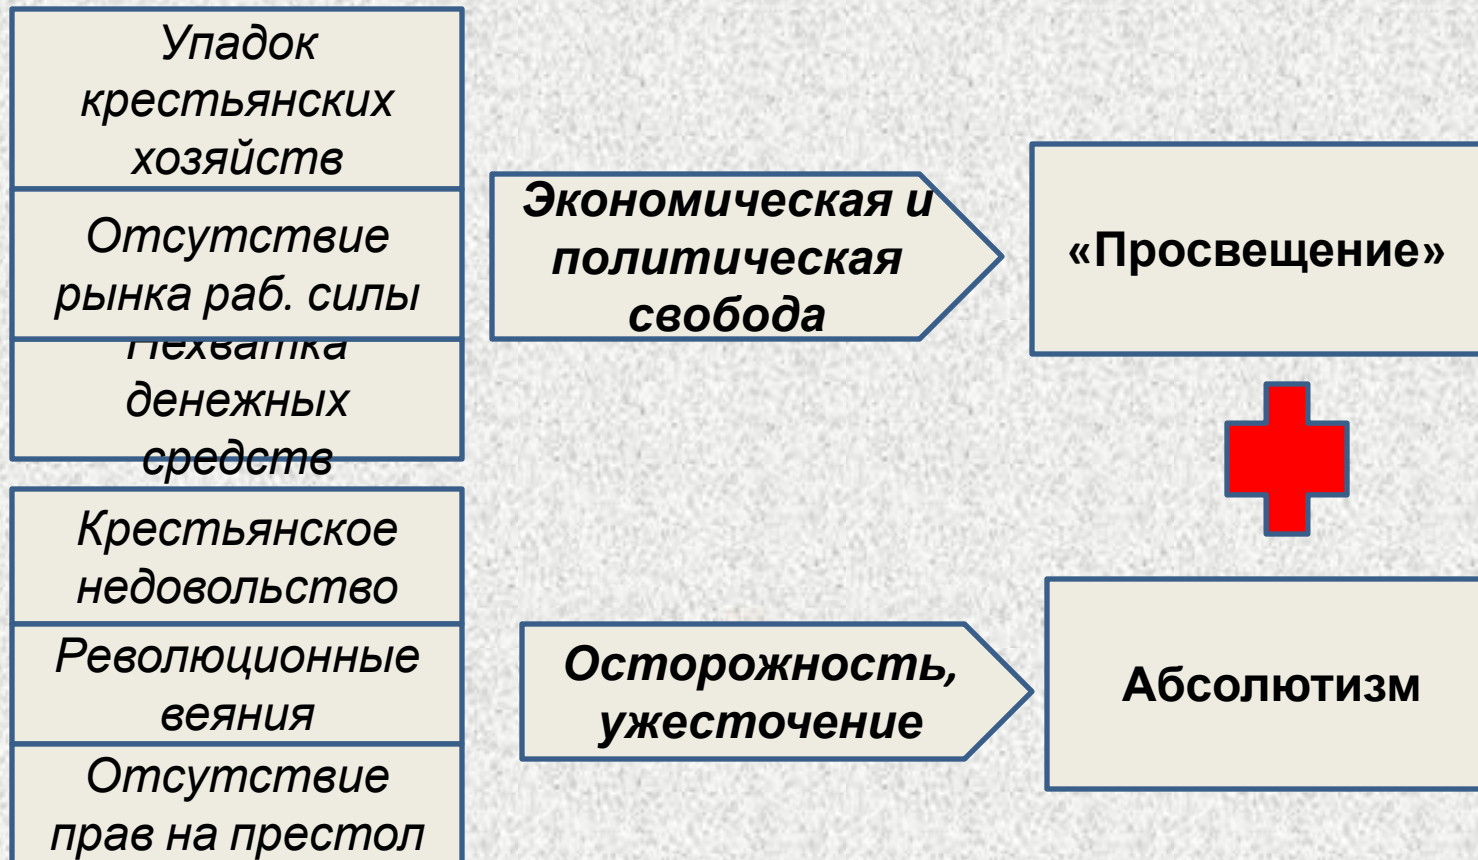 Упадок
крестьянских
хозяйств
Отсутствие
рынка раб. силы
Нехватка
денежных
средств
Экономическая и
политическая
свобода
«Просвещение»
Крестьянское
недовольство
Революционные
веяния
Отсутствие
прав на престол
Осторожность,
ужесточение
Абсолютизм